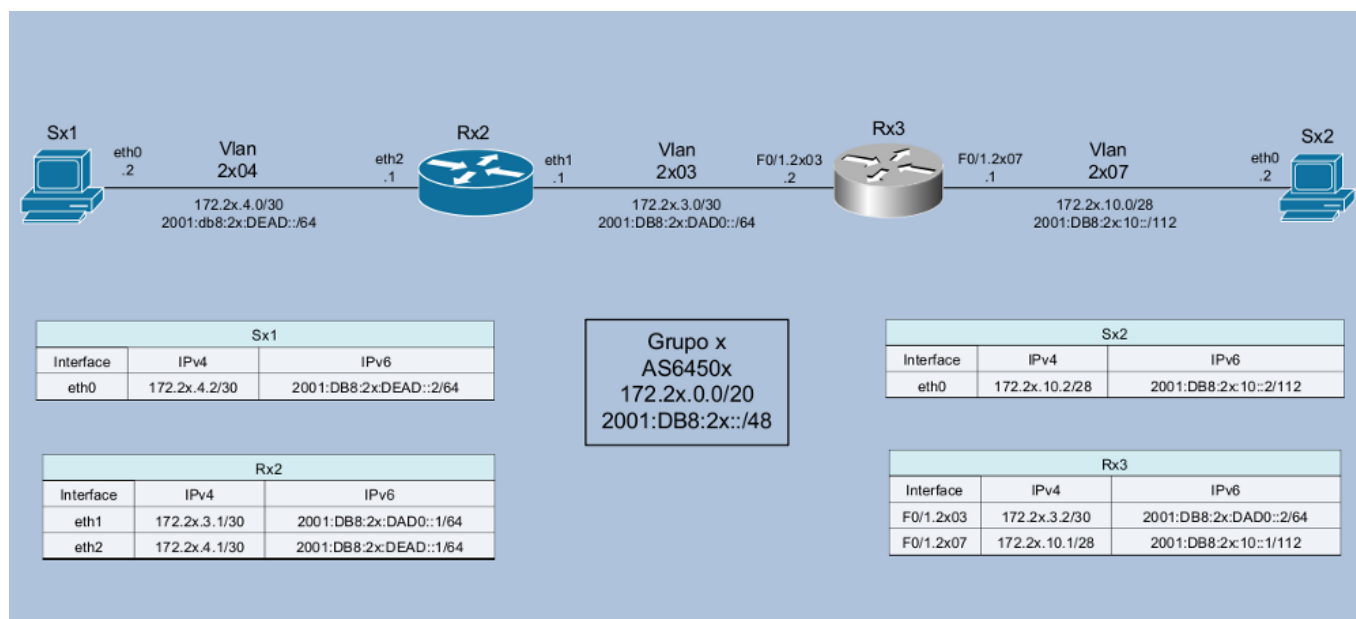 Sx1
eth0
.2
Vlan
2x04
172.2x.4.0/30
2001:db8:2x:DEAD::/64
eth2
.1
Rx2
eth1
.1
Vlan
2x03
172.2x.3.0/30
2001:DB8:2x:DAD0::/64
F0/1.2x03
.2
Rx3
F0/1.2x07
.1
Vlan
2x07
172.2x.10.0/28
2001:DB8:2x:10::/112
eth0
.2
Sx2
Sx1
Interface IPv4 IPv6
eth0 172.2x.4.2/30 2001:DB8:2x:DEAD::2/64
Rx2
Interface IPv4 IPv6
eth1 172.2x.3.1/30 2001:DB8:2x:DAD0::1/64
eth2 172.2x.4.1/30 2001:DB8:2x:DEAD::1/64
Grupo x
AS6450x
172.2x.0.0/20
2001:DB8:2x::/48
Sx2
Interface IPv4 IPv6
eth0 172.2x.10.2/28 2001:DB8:2x:10::2/112
Rx3
Interface IPv4 IPv6
F0/1.2x03 172.2x.3.2/30 2001:DB8:2x:DAD0::2/64
F0/1.2x07 172.2x.10.1/28 2001:DB8:2x:10::1/112